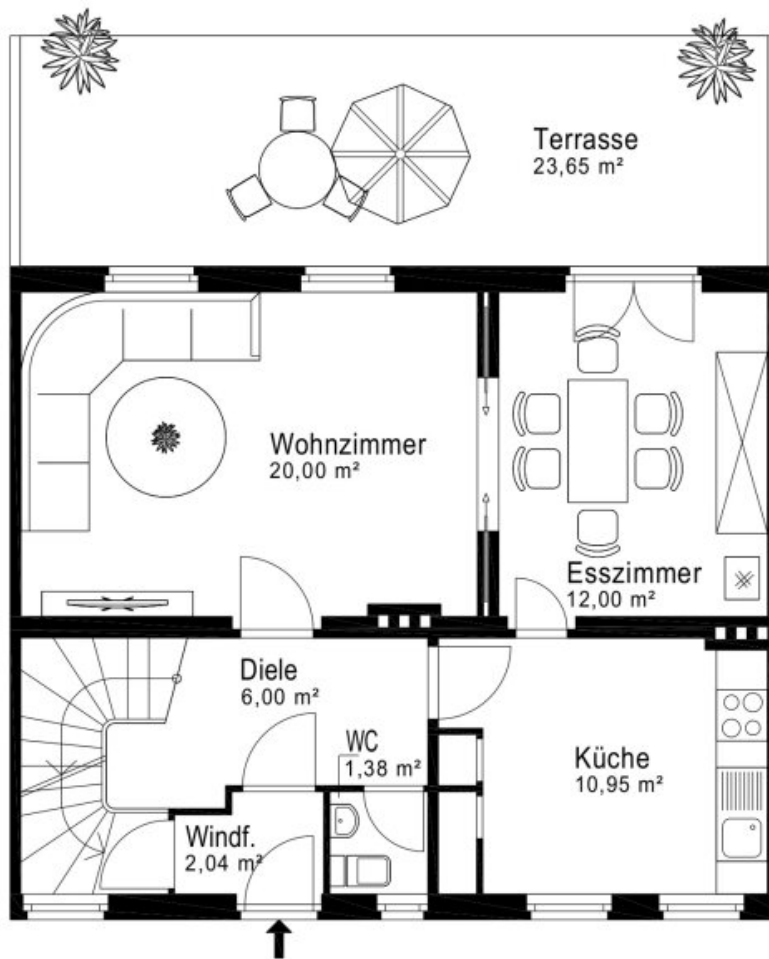 Terrasse
23,65 m²
Wohnzimmer
20,00 m²
Esszimmer
12,00 m²
Diele
6,00 m²
WC
1,38 m²
Küche
10,95 m²
Windf.
2,04 m²